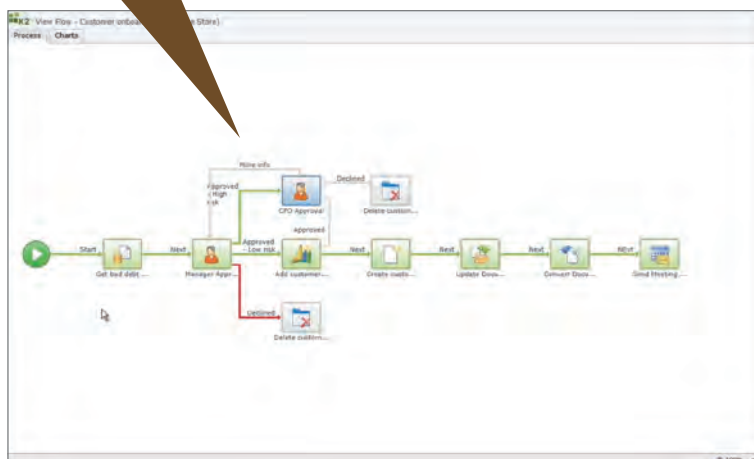 K2 View Flow - Customer onboa Store)
Process Charts
More info
Approved
- High
risk
CFO Approval
Declined
Delete custom...
Approved
Start
Get bad debt ...
Next
Manager Appr...
Approved
- Low risk
Add customer...
Next
Create custo...
Next
Update Docu...
Next
Convert Docu...
Next
Send Meeting ...
Declined
Delete custom...